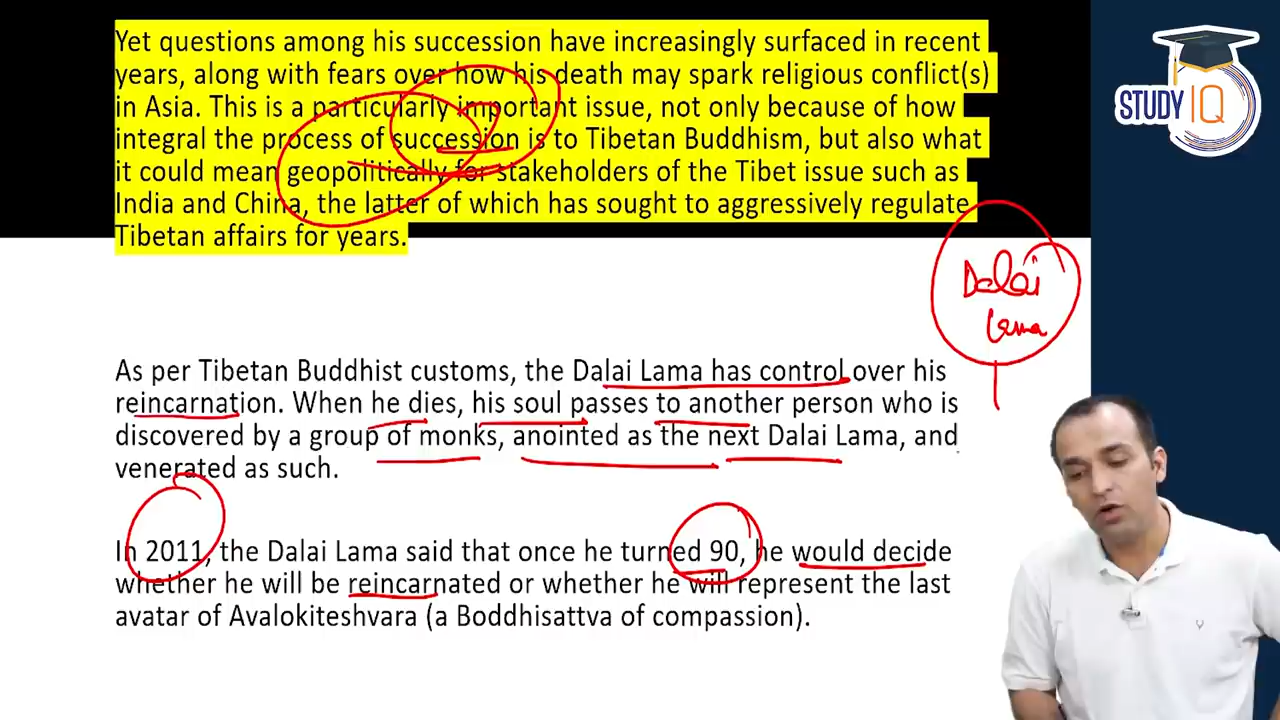 Yet questions among his succession have increasingly surfaced in recent
years, along with fears over how his death may spark religious conflict(s)
in Asia. This is a particularly important issue, not only because of how
integral the process of succession is to Tibetan Buddhism, but also what
it could mean geopolitically for stakeholders of the Tibet issue such as
India and China, the latter of which has sought to aggressively regulate
Tibetan affairs for years.
STUDY IQ
Dalai
Lama
As per Tibetan Buddhist customs, the Dalai Lama has control over his
reincarnation. When he dies, his soul passes to another person who is
discovered by a group of monks, anointed as the next Dalai Lama, and
venerated as such.
In 2011, the Dalai Lama said that once he turned 90, he would decide
whether he will be reincarnated or whether he will represent the last
avatar of Avalokiteshvara (a Boddhisattva of compassion).